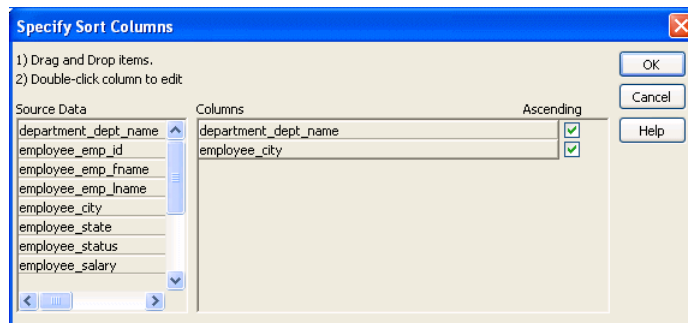 Specify Sort Columns
1) Drag and Drop items.
2) Double-click column to edit
OK
Cancel
Help
Source Data
department_dept_name
employee_emp_id
employee_emp_fname
employee_emp_lname
employee_city
employee_state
employee_status
employee_salary
Columns Ascending
department_dept_name
employee_city